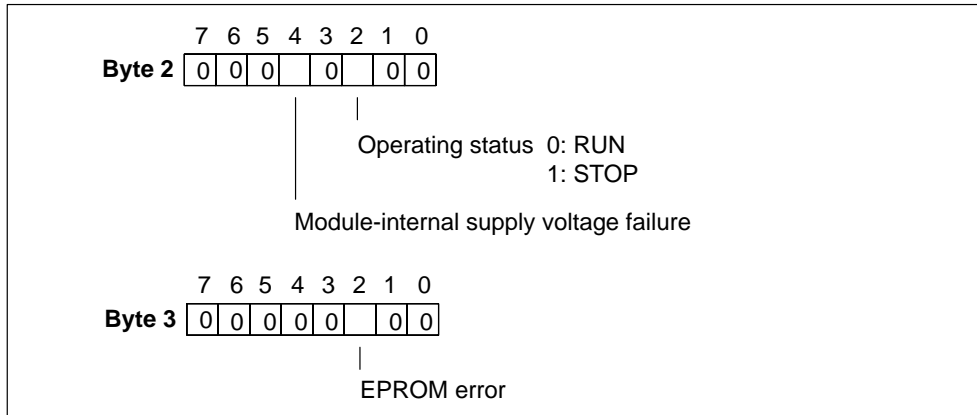 7 6 5 4 3 2 1 0
Byte 2 0 0 0 0 0 0
Operating status 0: RUN
1: STOP
Module-internal supply voltage failure
7 6 5 4 3 2 1 0
Byte 3 0 0 0 0 0 0 0
EPROM error